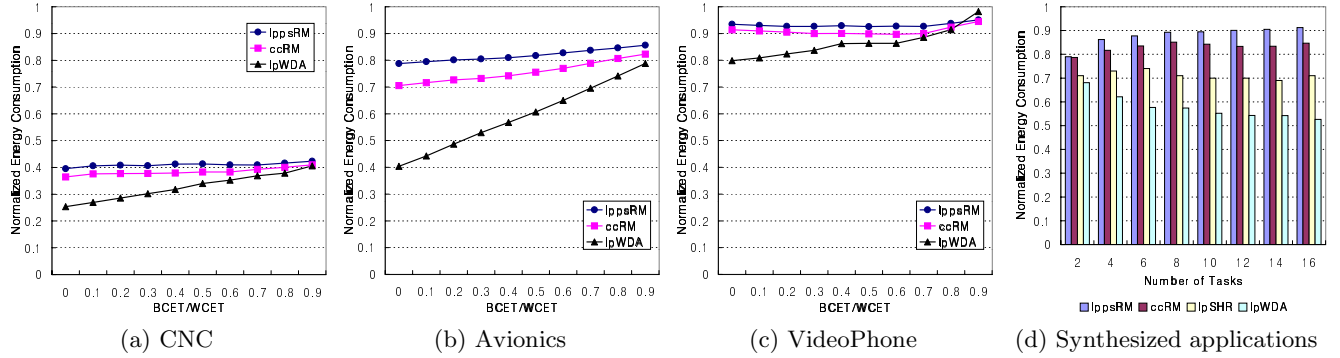 Normalized Energy Consumption
1
0.9
0.8
0.7
0.6
0.5
0.4
0.3
0.2
0.1
0
lppsRM
ccRM
lpWDA
0 0.1 0.2 0.3 0.4 0.5 0.6 0.7 0.8 0.9
BCET/WCET
(a) CNC
Normalized Energy Consumption
1
0.9
0.8
0.7
0.6
0.5
0.4
0.3
0.2
0.1
0
lppsRM
ccRM
lpWDA
0 0.1 0.2 0.3 0.4 0.5 0.6 0.7 0.8 0.9
BCET/WCET
(b) Avionics
Normalized Energy Consumption
1
0.9
0.8
0.7
0.6
0.5
0.4
0.3
0.2
0.1
0
lppsRM
ccRM
lpWDA
0 0.1 0.2 0.3 0.4 0.5 0.6 0.7 0.8 0.9
BCET/WCET
(c) VideoPhone
Normalized Energy Consumption
1
0.9
0.8
0.7
0.6
0.5
0.4
0.3
0.2
0.1
0
2 4 6 8 10 12 14 16
Number of Tasks
lppsRM ccRM lpSHR lpWDA
(d) Synthesized applications